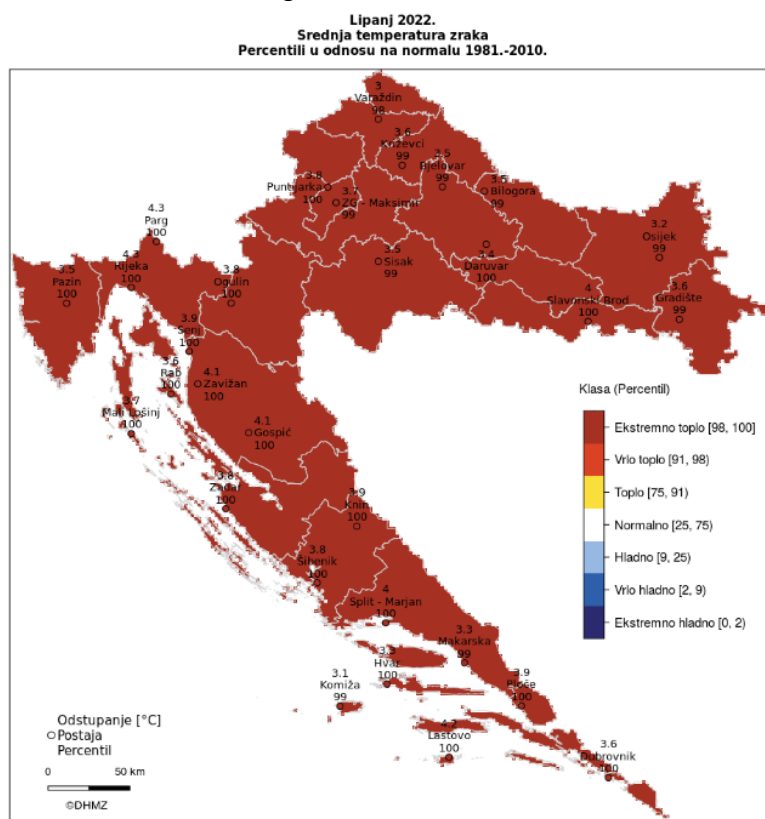 Lipanj 2022.
Srednja temperatura zraka
Percentili u odnosu na normalu 1981.-2010.
3
Varaždin
98
3.6
Križevci
99
3.5
Bjelovar
99
3.5
Bilogora
99
3.8
Puntijarka
100
3.7
ZG - Maksimir
99
4.3
Parg
100
3.2
Osijek
99
3.5
Pazin
100
4.3
Rijeka
100
3.8
Ogulin
100
3.5
Sisak
99
3.4
Daruvar
100
4
Slavonski Brod
100
3.6
Gradište
99
3.9
Senj
100
3.6
Rab
100
4.1
Zavižan
100
3.7
Mali Lošinj
100
4.1
Gospić
100
3.8
Zadar
100
3.9
Knin
100
3.8
Šibenik
100
4
Split - Marjan
100
3.3
Makarska
99
3.3
Hvar
100
3.1
Komiža
99
3.9
Ploče
100
4.2
Lastovo
100
3.6
Dubrovnik
100
Klasa (Percentil)
Ekstremno toplo [98, 100]
Vrlo toplo [91, 98)
Toplo [75, 91)
Normalno [25, 75)
Hladno [9, 25)
Vrlo hladno [2, 9)
Ekstremno hladno [0, 2)
Odstupanje [°C]
Postaja
Percentil
0 50 km
©DHMZ